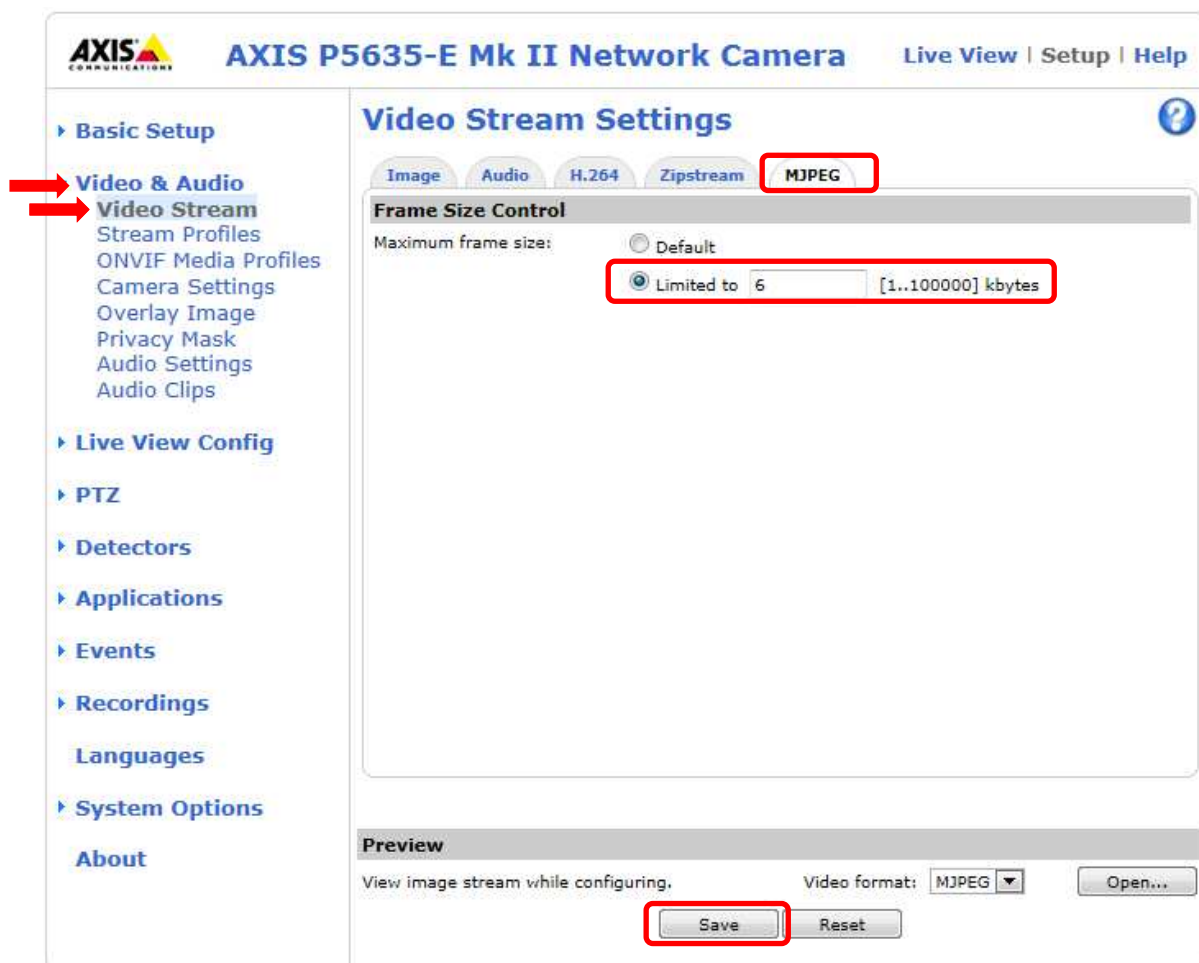 AXIS
COMMUNICATIONS
AXIS P5635-E Mk II Network Camera
Live View | Setup | Help
Basic Setup
Video & Audio
Video Stream
Stream Profiles
ONVIF Media Profiles
Camera Settings
Overlay Image
Privacy Mask
Audio Settings
Audio Clips
Live View Config
PTZ
Detectors
Applications
Events
Recordings
Languages
System Options
About
Video Stream Settings
?
Image Audio H.264 Zipstream MJPEG
Frame Size Control
Maximum frame size: Default
Limited to 6 [1..100000] kbytes
Preview
View image stream while configuring. Video format: MJPEG Open...
Save Reset